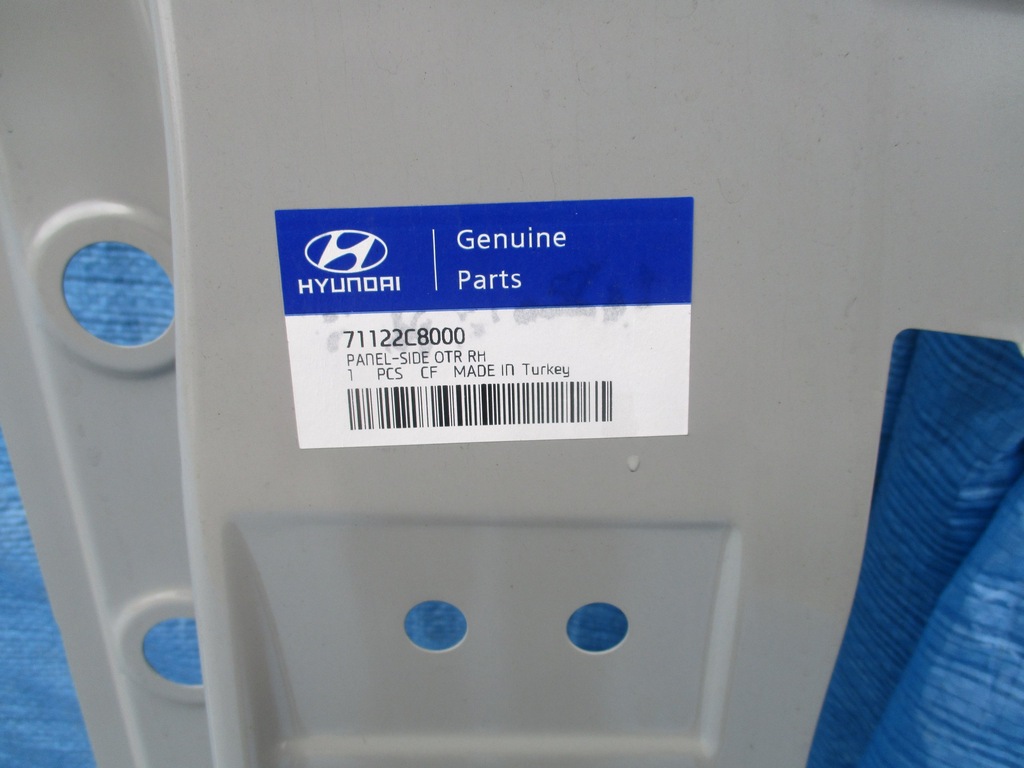 HYUNDAI
Genuine
Parts
71122C8000
PANEL-SIDE OTR RH
1 PCS CF MADE IN Turkey